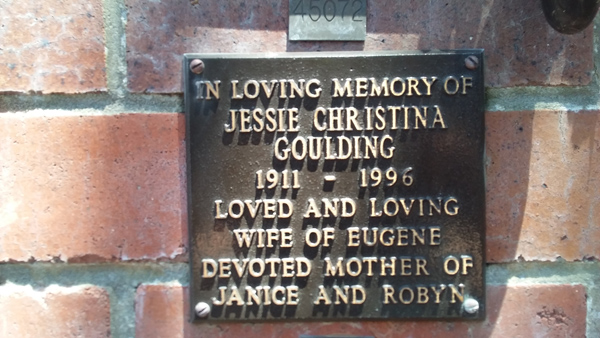 45072
IN LOVING MEMORY OF
JESSIE CHRISTINA
GOULDING
1911 - 1996
LOVED AND LOVING
WIFE OF EUGENE
DEVOTED MOTHER OF
JANICE AND ROBYN